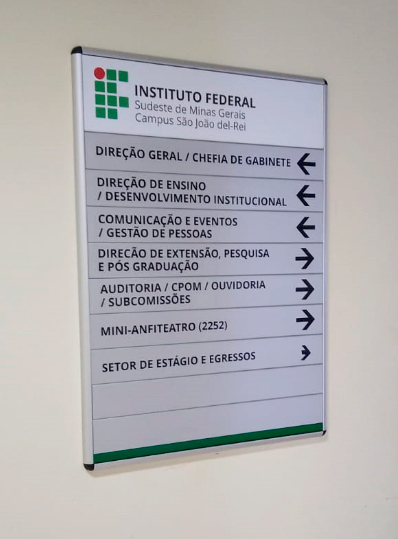 INSTITUTO FEDERAL
Sudeste de Minas Gerais
Campus São João del-Rei
DIREÇÃO GERAL / CHEFIA DE GABINETE
DIREÇÃO DE ENSINO
/ DESENVOLVIMENTO INSTITUCIONAL
COMUNICAÇÃO E EVENTOS
/ GESTÃO DE PESSOAS
DIRECÃO DE EXTENSÃO, PESQUISA
E PÓS GRADUAÇÃO
AUDITORIA / CPOM / OUVIDORIA
/ SUBCOMISSÕES
MINI-ANFITEATRO (2252)
SETOR DE ESTÁGIO E EGRESSOS